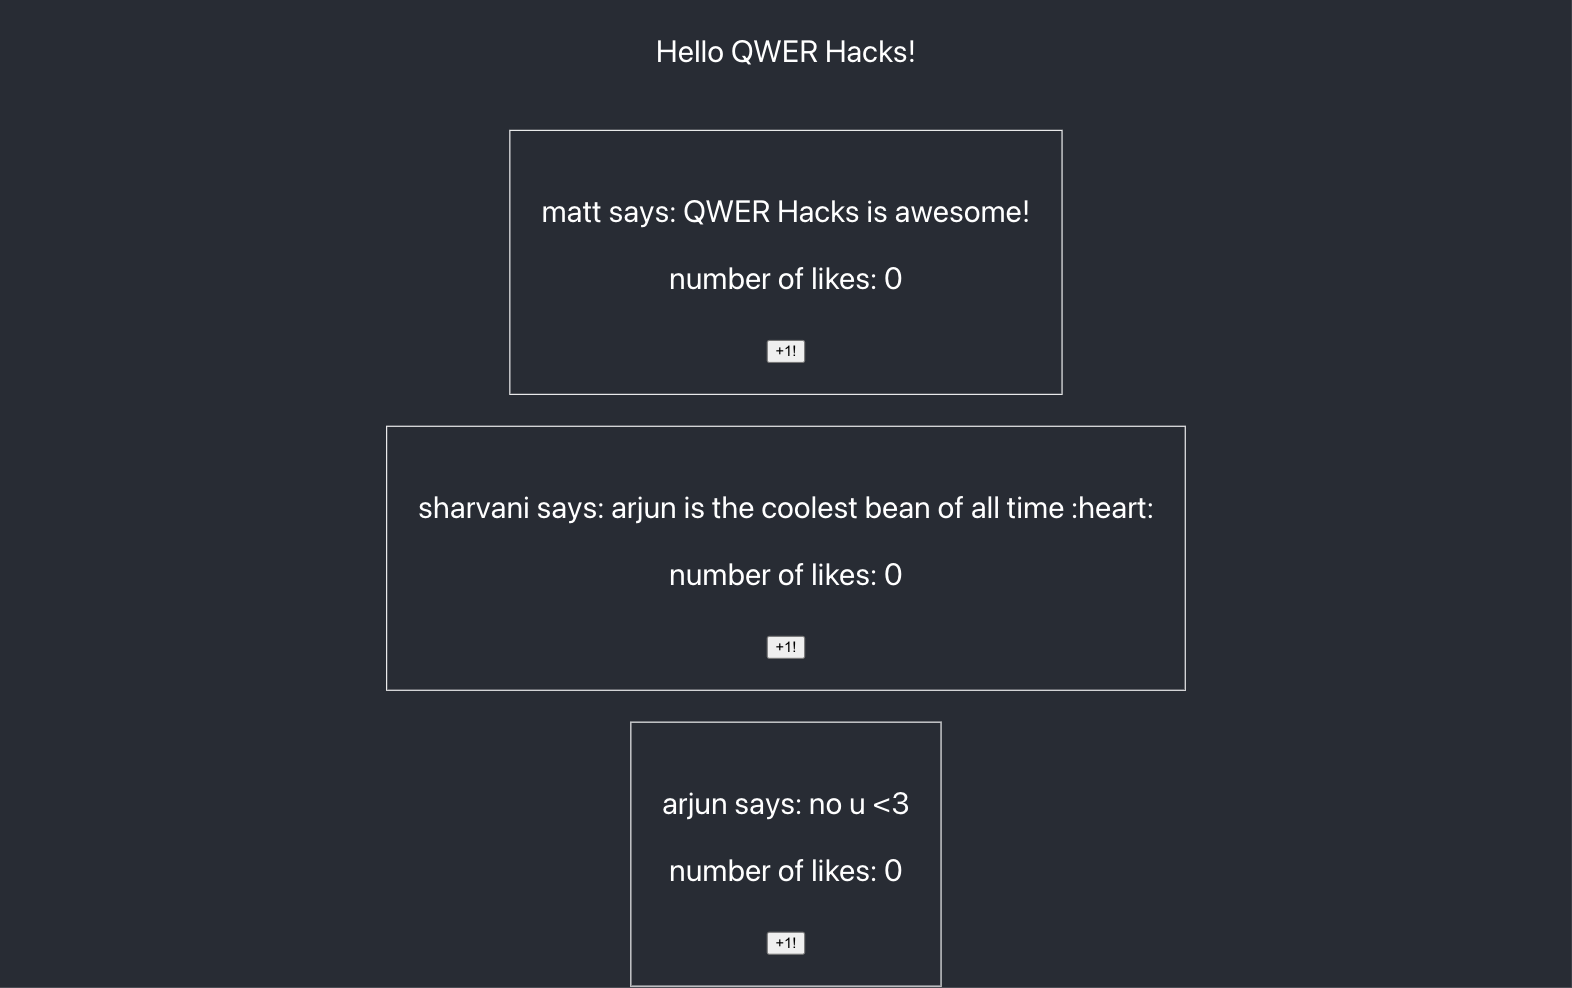 Hello QWER Hacks!
matt says: QWER Hacks is awesome!
number of likes: 0
+1!
sharvani says: arjun is the coolest bean of all time :heart:
number of likes: 0
+1!
arjun says: no u <3
number of likes: 0
+1!